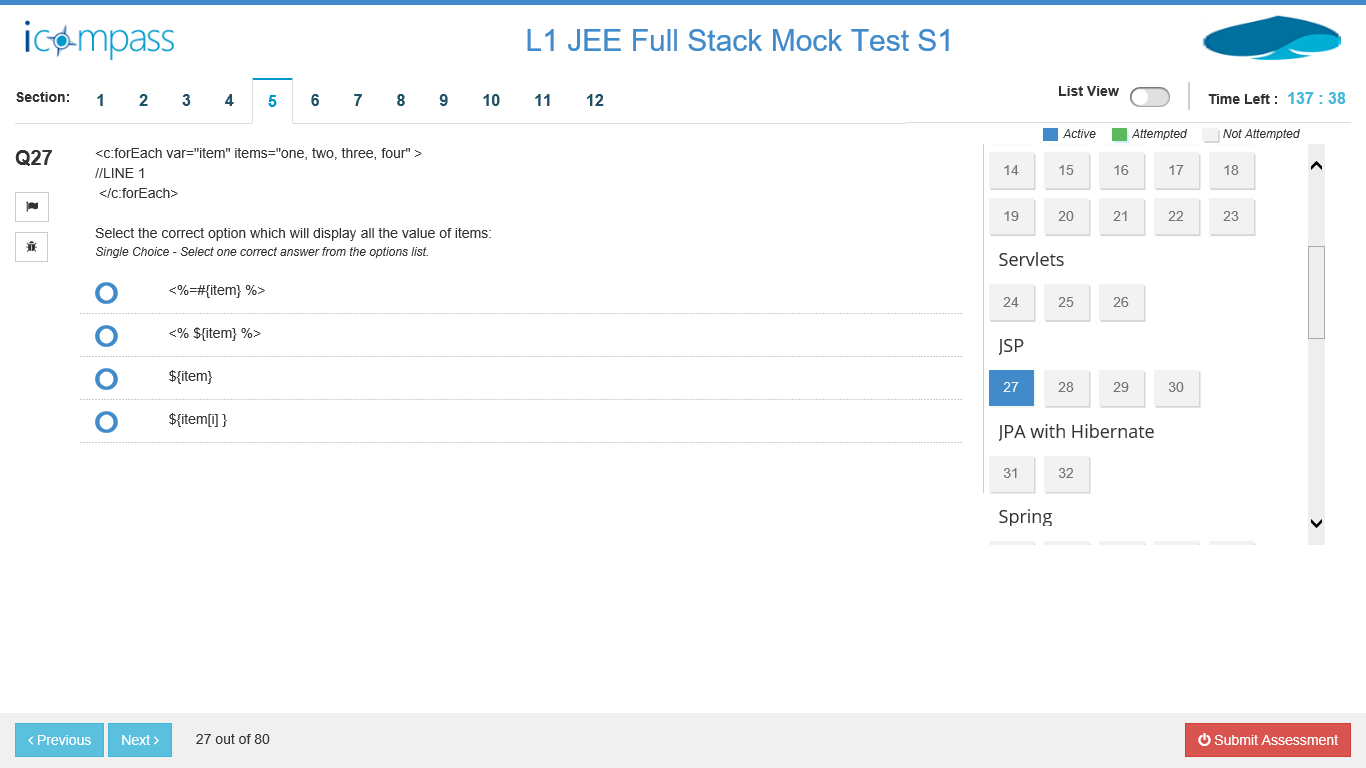 icompass
L1 JEE Full Stack Mock Test S1
Section: 1 2 3 4 5 6 7 8 9 10 11 12
List View
Time Left : 137 : 38
Active Attempted Not Attempted
Q27
<c:forEach var="item" items="one, two, three, four" >
//LINE 1
</c:forEach>
Select the correct option which will display all the value of items:
Single Choice - Select one correct answer from the options list.
<%=#{item} %>
<% ${item} %>
${item}
${item[i] }
14 15 16 17 18
19 20 21 22 23
Servlets
24 25 26
JSP
27 28 29 30
JPA with Hibernate
31 32
Spring
< Previous
Next >
27 out of 80
Submit Assessment